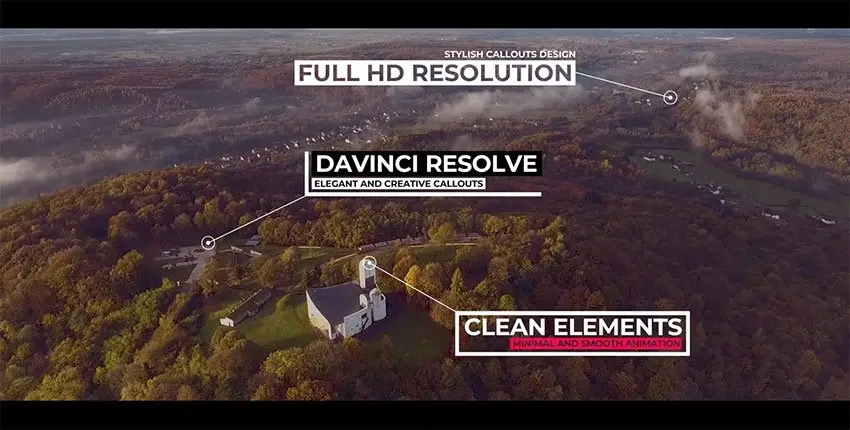 STYLISH CALLOUTS DESIGN
FULL HD RESOLUTION
DAVINCI RESOLVE
ELEGANT AND CREATIVE CALLOUTS
CLEAN ELEMENTS
MINIMAL AND SMOOTH ANIMATION